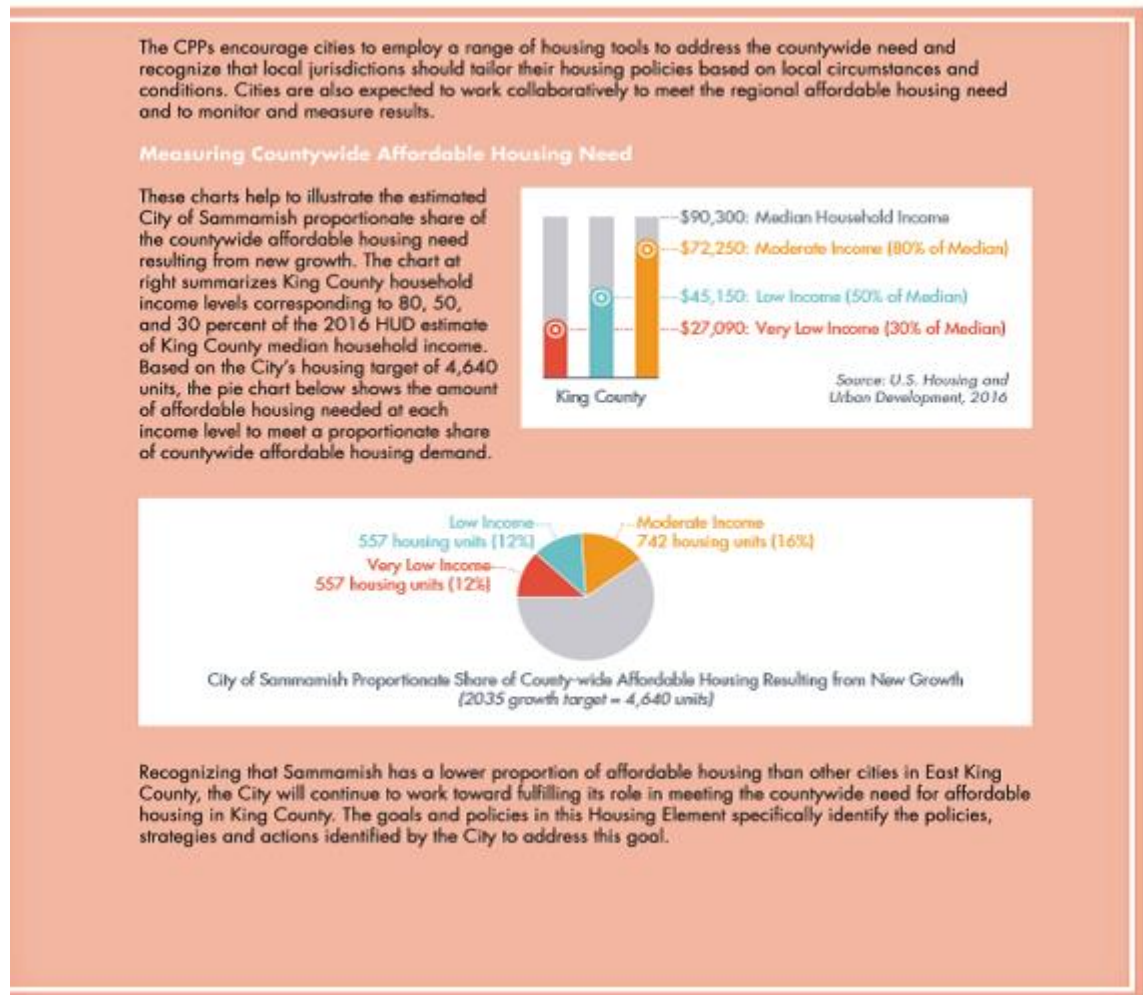 The CPPs encourage cities to employ a range of housing tools to address the countywide need and
recognize that local jurisdictions should tailor their housing policies based on local circumstances and
conditions. Cities are also expected to work collaboratively to meet the regional affordable housing need
and to monitor and measure results.
Measuring Countywide Affordable Housing Need
These charts help to illustrate the estimated
City of Sammamish proportionate share of
the countywide affordable housing need
resulting from new growth. The chart at
right summarizes King County household
income levels corresponding to 80, 50,
and 30 percent of the 2016 HUD estimate
of King County median household income.
Based on the City's housing target of 4,640
units, the pie chart below shows the amount
of affordable housing needed at each
income level to meet a proportionate share
of countywide affordable housing demand.
$90,300: Median Household Income
$72,250: Moderate Income (80% of Median)
$45,150: Low Income (50% of Median)
$27,090: Very Low Income (30% of Median)
King County
Source: U.S. Housing and
Urban Development, 2016
Low Income
557 housing units (12%)
Very Low Income
557 housing units (12%)
Moderate Income
742 housing units (16%)
City of Sammamish Proportionate Share of County-wide Affordable Housing Resulting from New Growth
(2035 growth target = 4,640 units)
Recognizing that Sammamish has a lower proportion of affordable housing than other cities in East King
County, the City will continue to work toward fulfilling its role in meeting the countywide need for affordable
housing in King County. The goals and policies in this Housing Element specifically identify the policies,
strategies and actions identified by the City to address this goal.